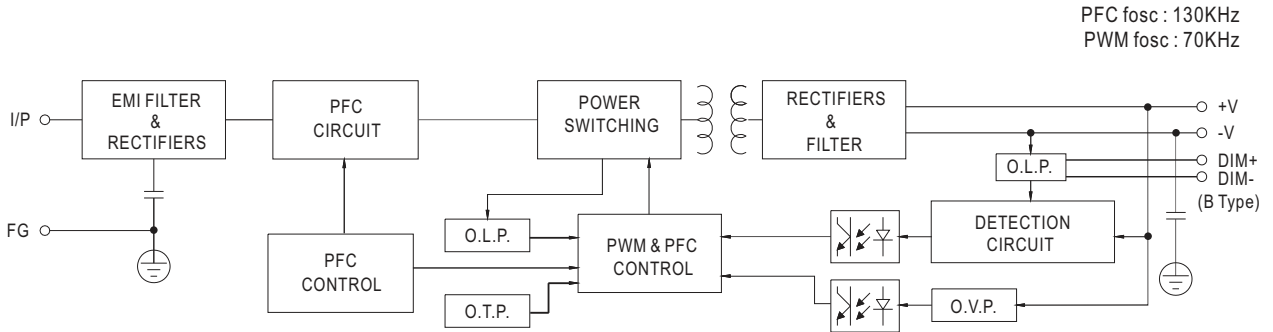 PFC fosc : 130KHz
PWM fosc : 70KHz
I/P
EMI FILTER
&
RECTIFIERS
PFC
CIRCUIT
POWER
SWITCHING
RECTIFIERS
&
FILTER
+V
-V
O.L.P.
DIM+
DIM-
(B Type)
FG
PFC
CONTROL
O.L.P.
O.T.P.
PWM & PFC
CONTROL
DETECTION
CIRCUIT
O.V.P.